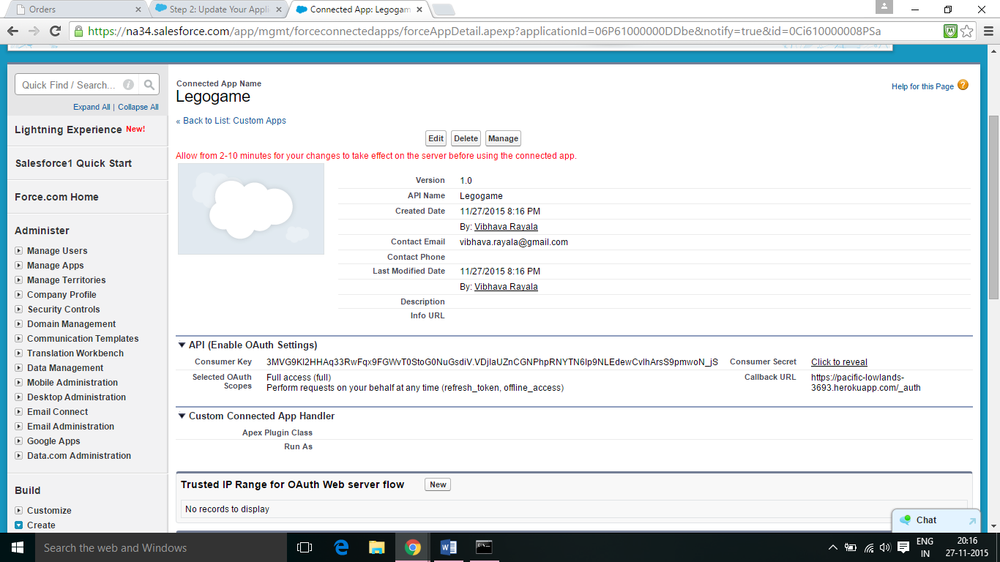 Orders
Step 2: Update Your Appli
Connected App: Legogam
https://na34.salesforce.com/app/mgmt/forceconnectedapps/forceAppDetail.apexp?applicationId=06P61000000DDbe&notify=true&id=0Ci610000008PSa
Quick Find / Search...
Expand All | Collapse All
Lightning Experience New!
Salesforce1 Quick Start
Force.com Home
Administer
Manage Users
Manage Apps
Manage Territories
Company Profile
Security Controls
Domain Management
Communication Templates
Translation Workbench
Data Management
Mobile Administration
Desktop Administration
Email Connect
Email Administration
Google Apps
Data.com Administration
Build
Customize
Create
Connected App Name
Legogame
Help for this Page
« Back to List: Custom Apps
Edit Delete Manage
Allow from 2-10 minutes for your changes to take effect on the server before using the connected app.
Version 1.0
API Name Legogame
Created Date 11/27/2015 8:16 PM
By: Vibhava Rayala
Contact Email vibhava.rayala@gmail.com
Contact Phone
Last Modified Date 11/27/2015 8:16 PM
By: Vibhava Rayala
Description
Info URL
API (Enable OAuth Settings)
Consumer Key 3MVG9KI2HHAq33RwFqx9FGWvT0StoG0NuGsdiV.VDjlaUZnCGNPhpRNYTN6Ip9NLEdewCvIhArsS9pmwoN_jS Consumer Secret Click to reveal
Selected OAuth Scopes
Full access (full)
Perform requests on your behalf at any time (refresh_token, offline_access)
Callback URL
https://pacific-lowlands-
3693.herokuapp.com/_auth
Custom Connected App Handler
Apex Plugin Class
Run As
Trusted IP Range for OAuth Web server flow New
No records to display
Chat
Search the web and Windows
ENG
IN
20:16
27-11-2015